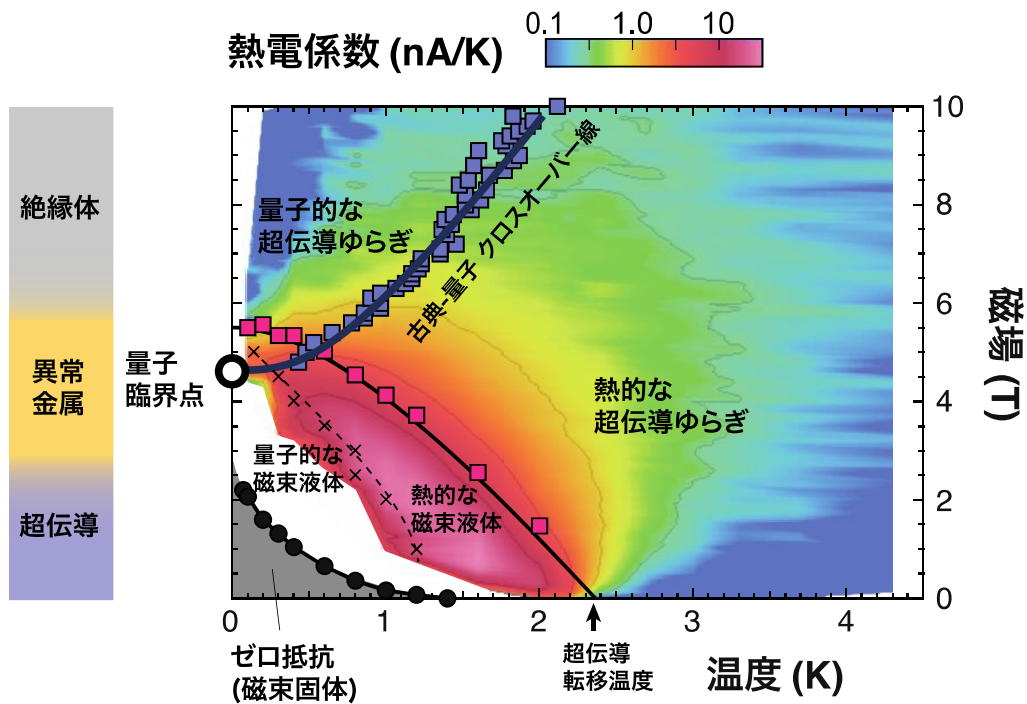 熱電係数 (nA/K)
0.1 1.0 10
絶縁体
異常
金属
超伝導
量子
臨界点
量子的な
超伝導ゆらぎ
古典-量子 クロスオーバー線
熱的な
超伝導ゆらぎ
量子的な
磁束液体
熱的な
磁束液体
10
8
6
4
2
0
磁場 (T)
0 1 2 3 4
ゼロ抵抗
(磁束固体)
超伝導
転移温度
温度 (K)